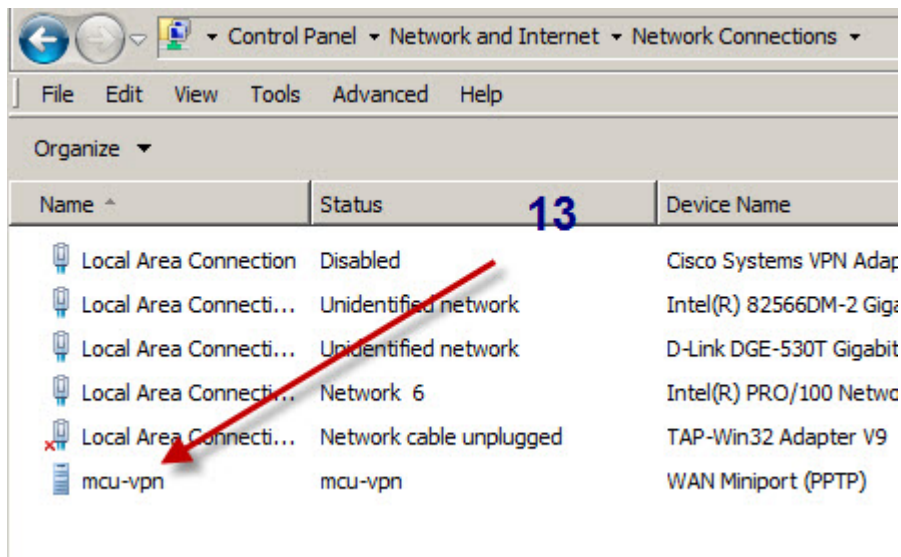 Control Panel Network and Internet Network Connections
File Edit View Tools Advanced Help
Organize
Name Status 13 Device Name
Local Area Connection Disabled Cisco Systems VPN Adap
Local Area Connecti... Unidentified network Intel(R) 82566DM-2 Giga
Local Area Connecti... Unidentified network D-Link DGE-530T Gigabit
Local Area Connecti... Network 6 Intel(R) PRO/100 Netwo
Local Area Connecti... Network cable unplugged TAP-Win32 Adapter V9
mcu-vpn mcu-vpn WAN Miniport (PPTP)